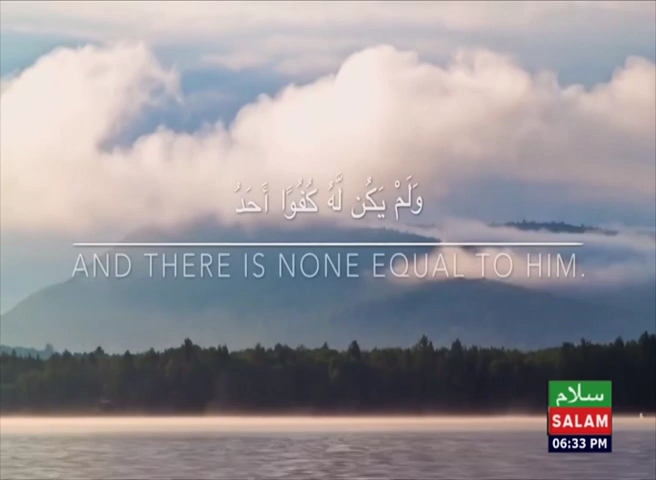 وَلَمْ يَكُن لَّهُ كُفُوًا أَحَدٌ
AND THERE IS NONE EQUAL TO HIM.
سلام
SALAM
06:33 PM